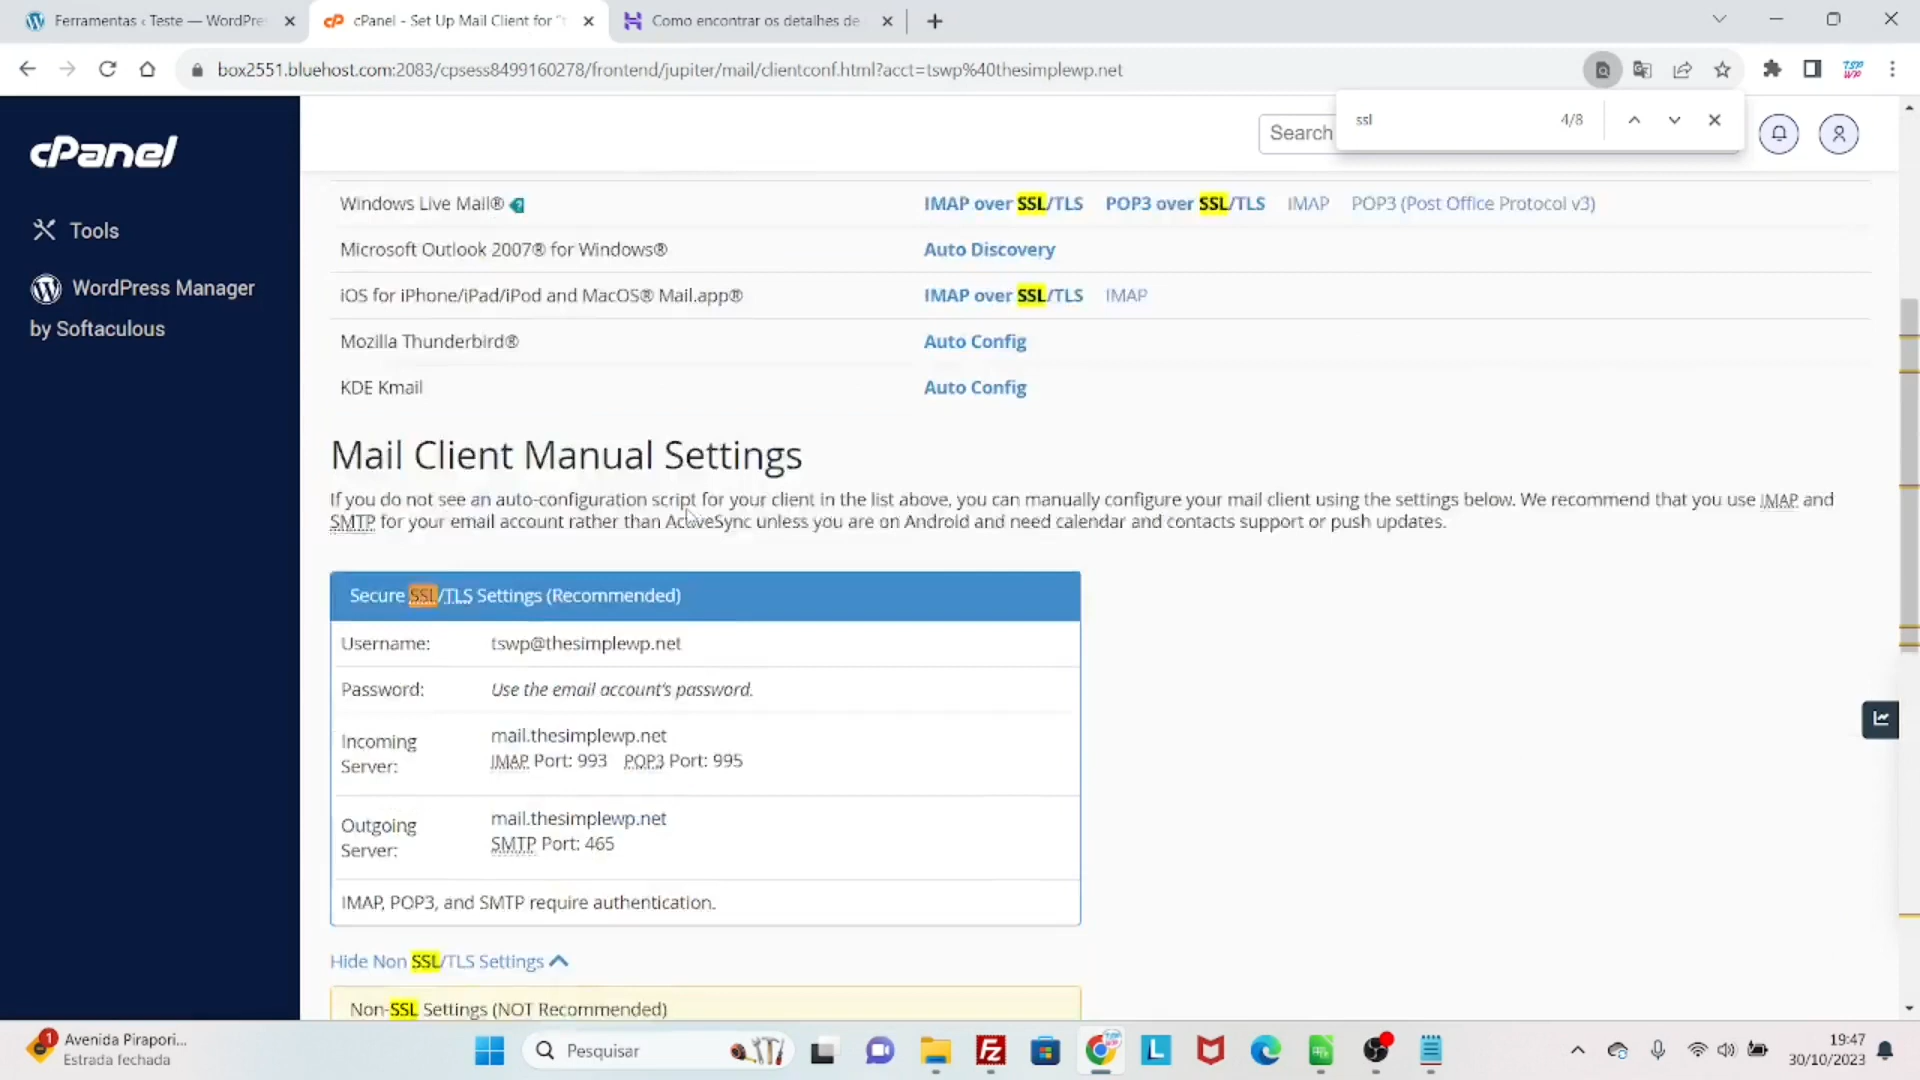 Ferramentas ‹ Teste — WordPre
cPanel - Set Up Mail Client for "t
Como encontrar os detalhes de
box2551.bluehost.com:2083/cpsess8499160278/frontend/jupiter/mail/clientconf.html?acct=tswp%40thesimplewp.net
ssl 4/8
Search
cPanel
Tools
WordPress Manager
by Softaculous
Windows Live Mail® IMAP over SSL/TLS POP3 over SSL/TLS IMAP POP3 (Post Office Protocol v3)
Microsoft Outlook 2007® for Windows® Auto Discovery
iOS for iPhone/iPad/iPod and MacOS® Mail.app® IMAP over SSL/TLS IMAP
Mozilla Thunderbird® Auto Config
KDE Kmail Auto Config
Mail Client Manual Settings
If you do not see an auto-configuration script for your client in the list above, you can manually configure your mail client using the settings below. We recommend that you use IMAP and
SMTP for your email account rather than ActiveSync unless you are on Android and need calendar and contacts support or push updates.
Secure SSL/TLS Settings (Recommended)
Username: tswp@thesimplewp.net
Password: Use the email account's password.
Incoming
Server:
mail.thesimplewp.net
IMAP Port: 993 POP3 Port: 995
Outgoing
Server:
mail.thesimplewp.net
SMTP Port: 465
IMAP, POP3, and SMTP require authentication.
Hide Non SSL/TLS Settings
Non-SSL Settings (NOT Recommended)
1
Avenida Pirapori...
Estrada fechada
Pesquisar
19:47
30/10/2023